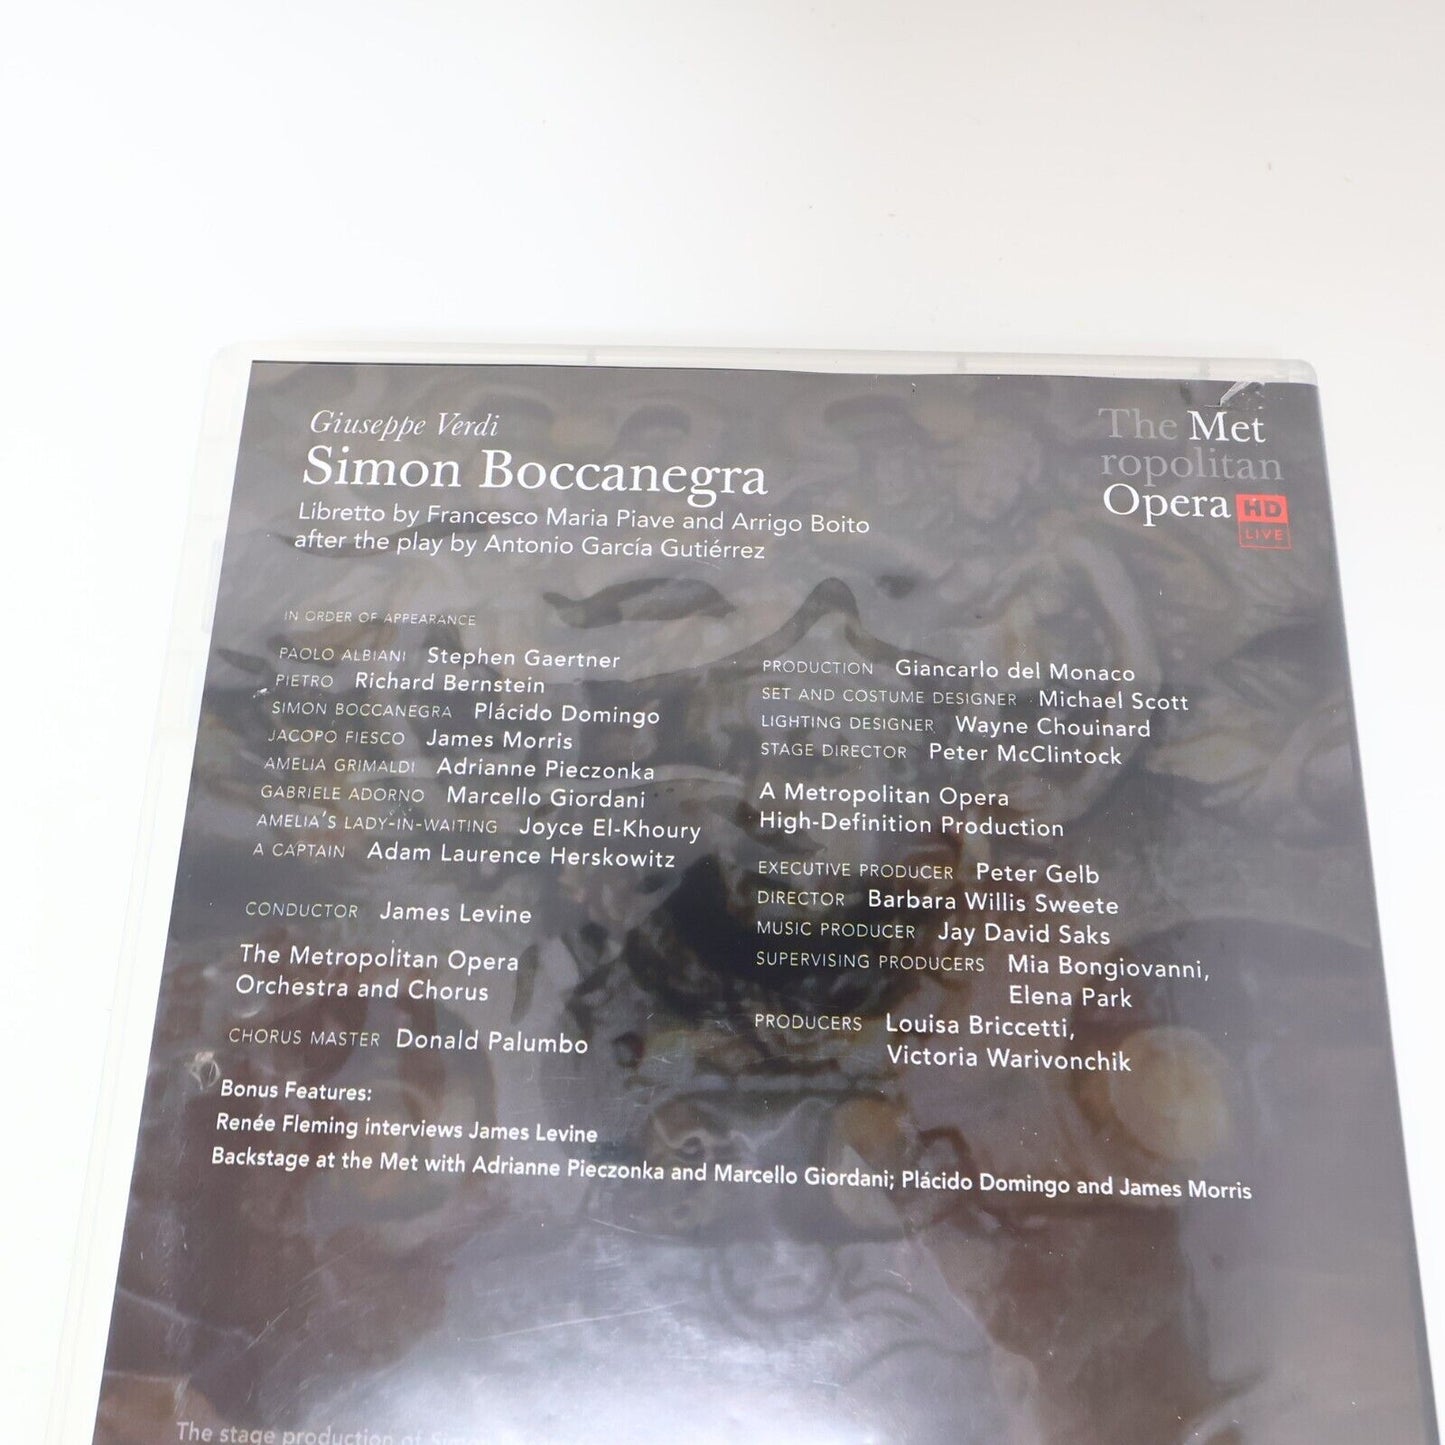 Giuseppe Verdi
Simon Boccanegra
Libretto by Francesco Maria Piave and Arrigo Boito
after the play by Antonio García Gutiérrez
The Met
ropolitan
Opera HD
LIVE
IN ORDER OF APPEARANCE
PAOLO ALBIANI Stephen Gaertner
PIETRO Richard Bernstein
SIMON BOCCANEGRA Plácido Domingo
JACOPO FIESCO James Morris
AMELIA GRIMALDI Adrianne Pieczonka
GABRIELE ADORNO Marcello Giordani
AMELIA'S LADY-IN-WAITING Joyce El-Khoury
A CAPTAIN Adam Laurence Herskowitz
CONDUCTOR James Levine
The Metropolitan Opera
Orchestra and Chorus
CHORUS MASTER Donald Palumbo
PRODUCTION Giancarlo del Monaco
SET AND COSTUME DESIGNER Michael Scott
LIGHTING DESIGNER Wayne Chouinard
STAGE DIRECTOR Peter McClintock
A Metropolitan Opera
High-Definition Production
EXECUTIVE PRODUCER Peter Gelb
DIRECTOR Barbara Willis Sweete
MUSIC PRODUCER Jay David Saks
SUPERVISING PRODUCERS Mia Bongiovanni,
Elena Park
PRODUCERS Louisa Briccetti,
Victoria Warivonchik
Bonus Features:
Renée Fleming interviews James Levine
Backstage at the Met with Adrianne Pieczonka and Marcello Giordani; Plácido Domingo and James Morris
The stage production of Simon